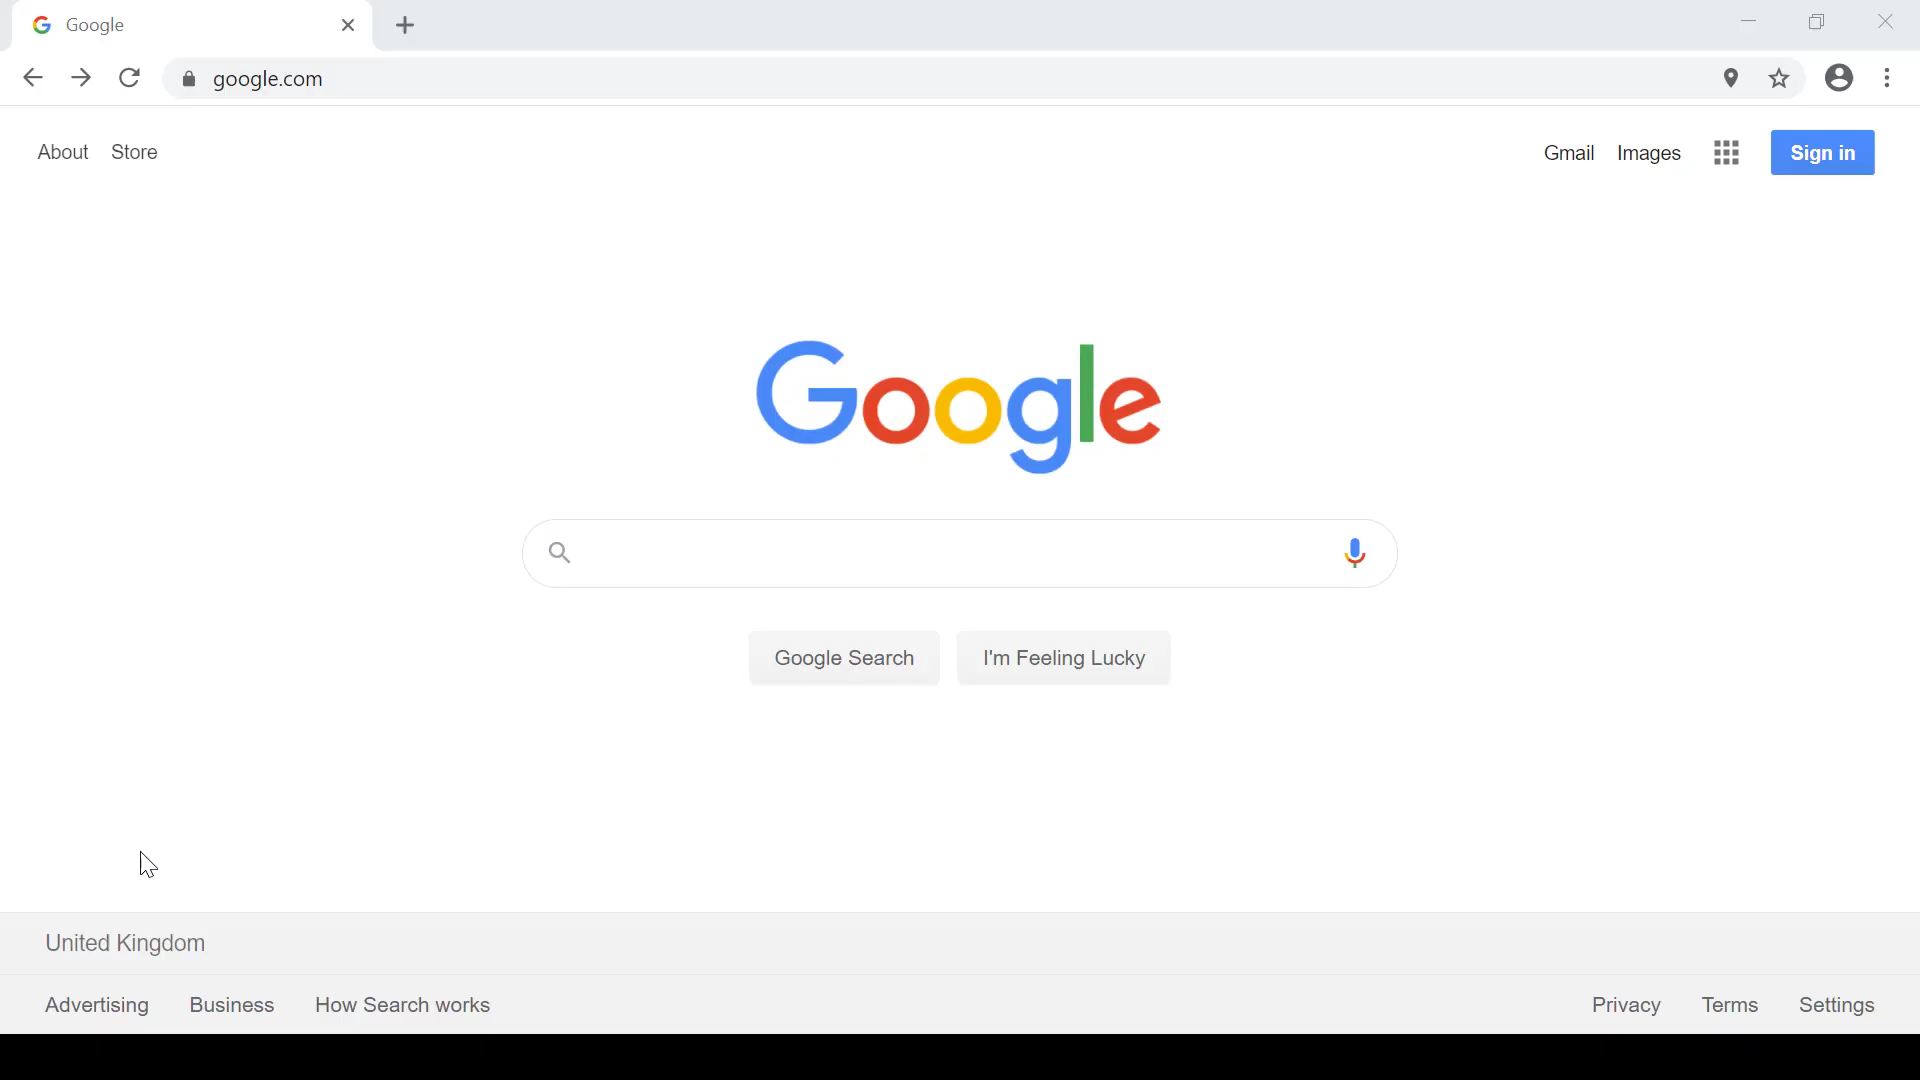 Google
google.com
About Store
Gmail Images Sign in
Google
Google Search I'm Feeling Lucky
United Kingdom
Advertising Business How Search works
Privacy Terms Settings